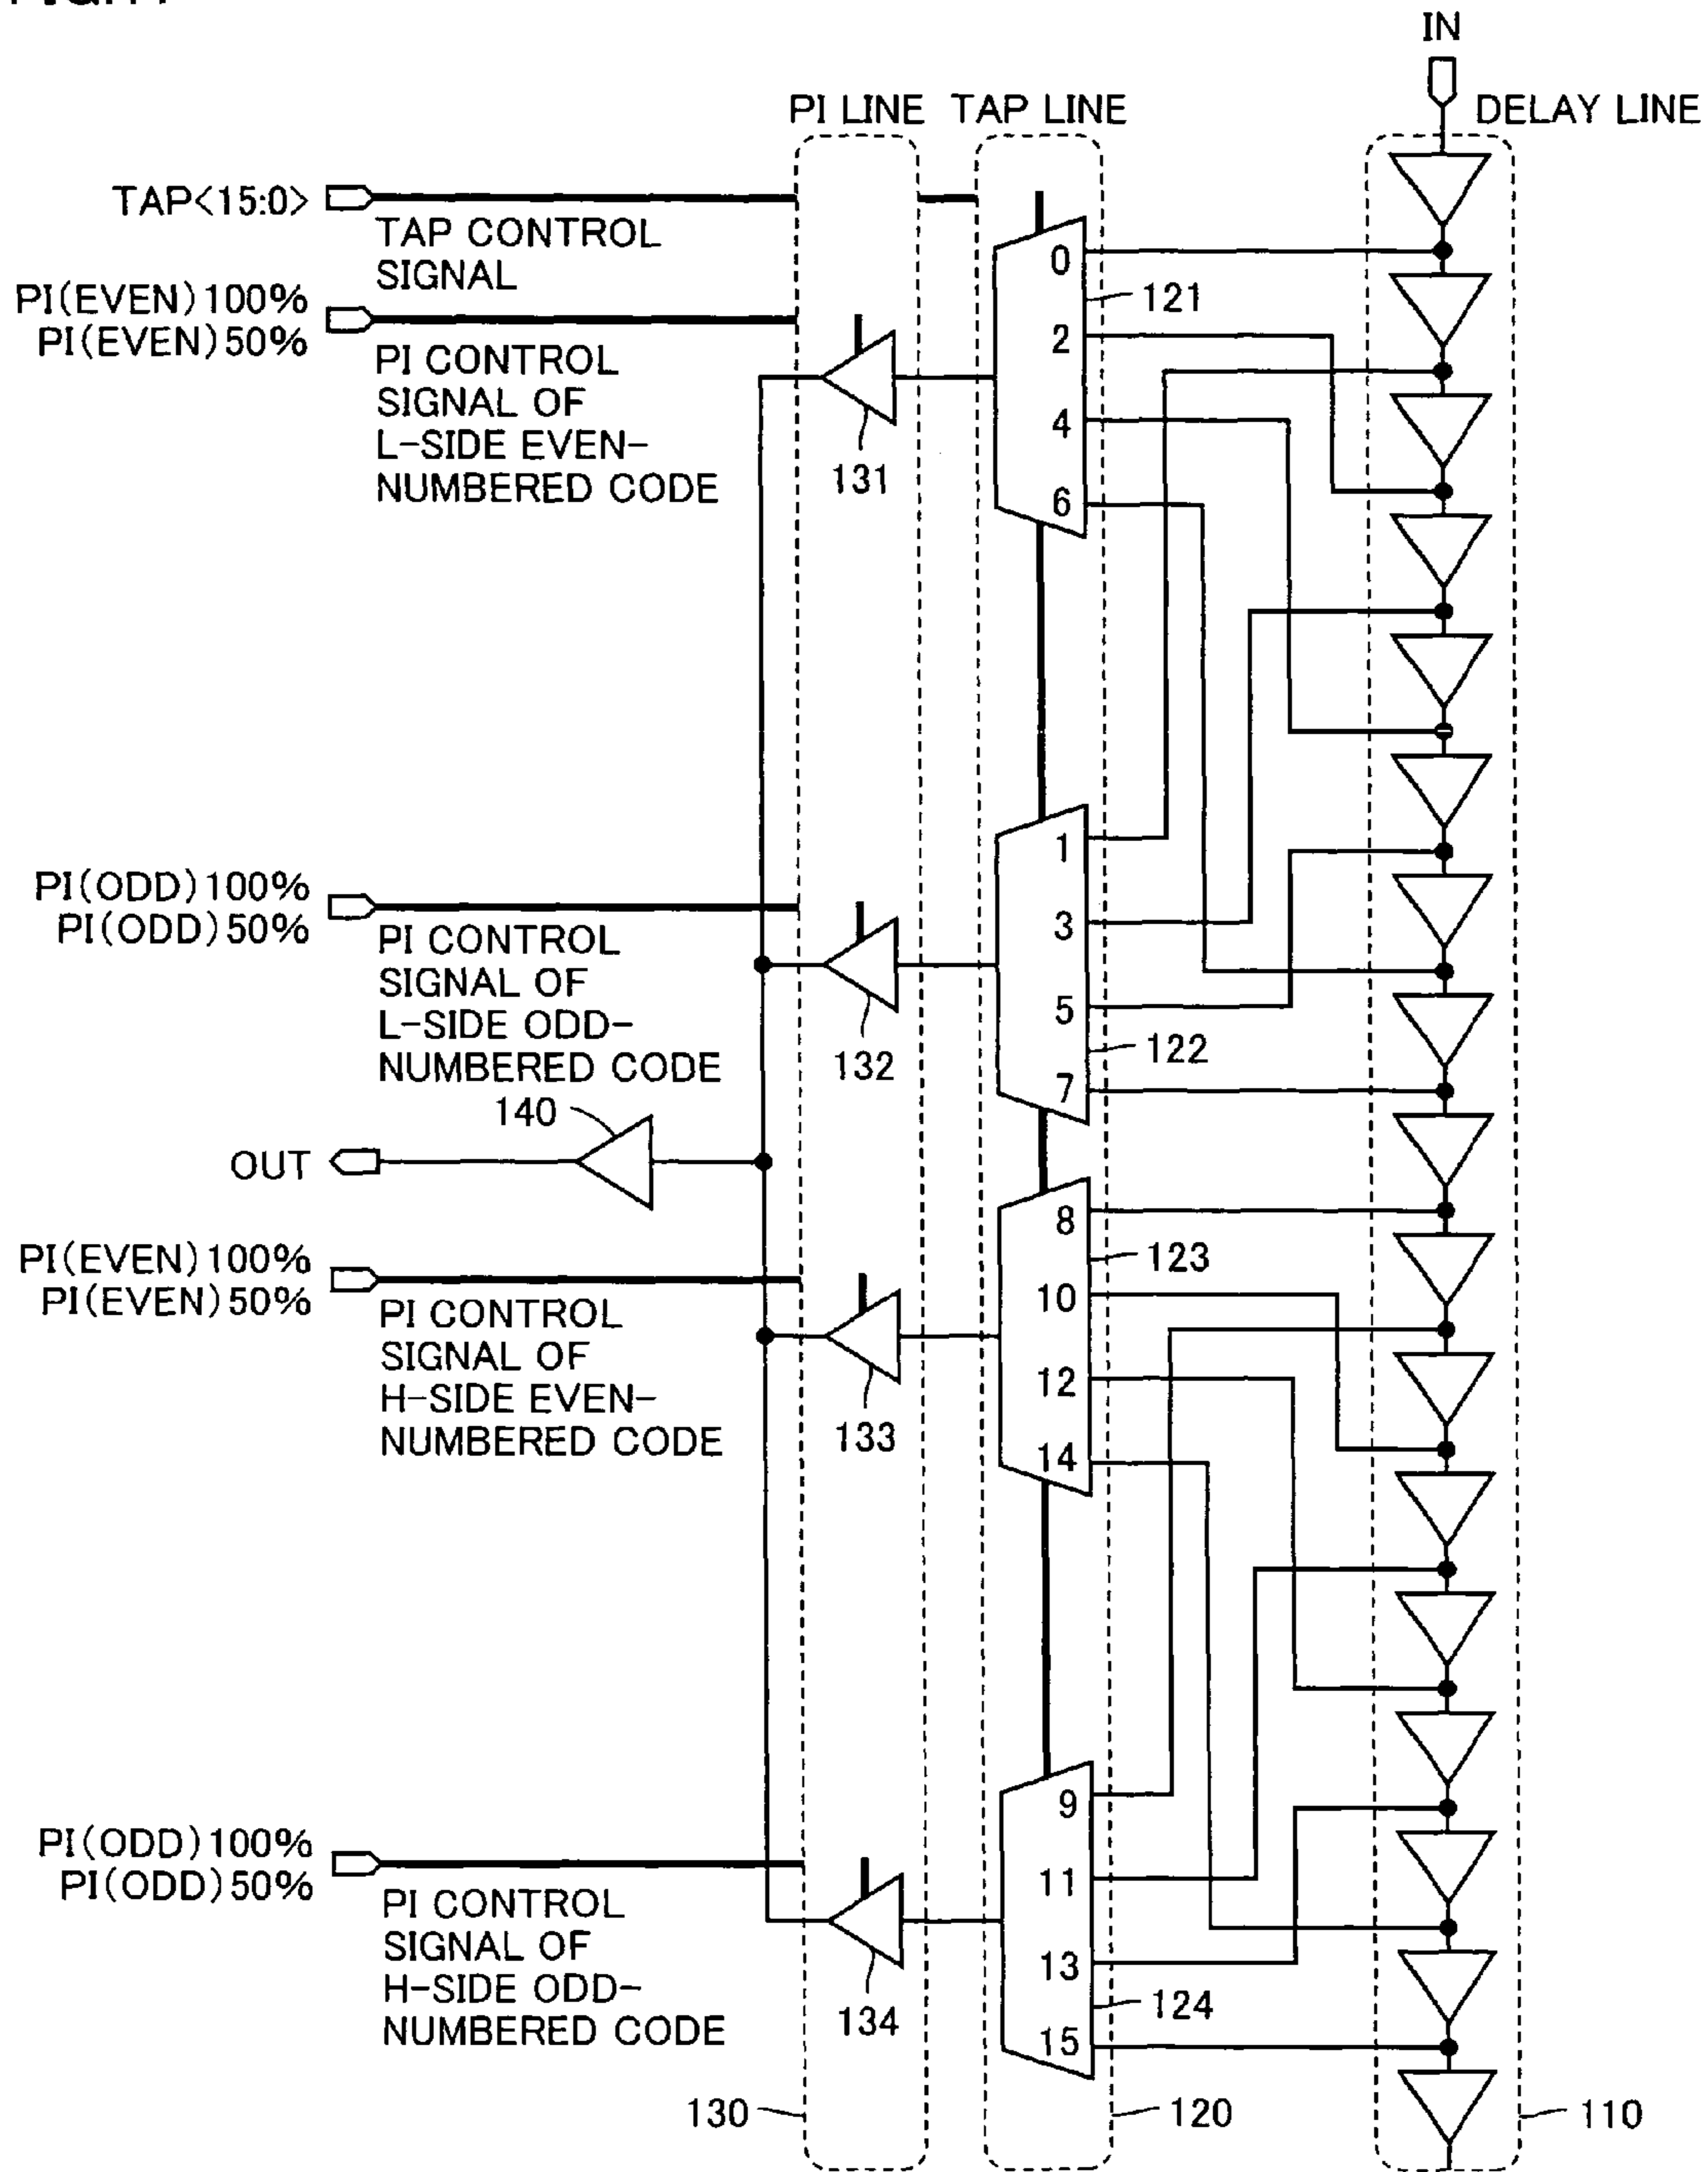 IN
PI LINE
TAP LINE
DELAY LINE
TAP<15:0>
TAP CONTROL
SIGNAL
PI(EVEN)100%
PI(EVEN)50%
PI CONTROL
SIGNAL OF
L-SIDE EVEN-
NUMBERED CODE
131
0
2
4
6
121
PI(ODD)100%
PI(ODD)50%
PI CONTROL
SIGNAL OF
L-SIDE ODD-
NUMBERED CODE
132
1
3
5
7
122
140
OUT
PI(EVEN)100%
PI(EVEN)50%
PI CONTROL
SIGNAL OF
H-SIDE EVEN-
NUMBERED CODE
133
8
10
12
14
123
PI(ODD)100%
PI(ODD)50%
PI CONTROL
SIGNAL OF
H-SIDE ODD-
NUMBERED CODE
134
9
11
13
15
124
130
120
110